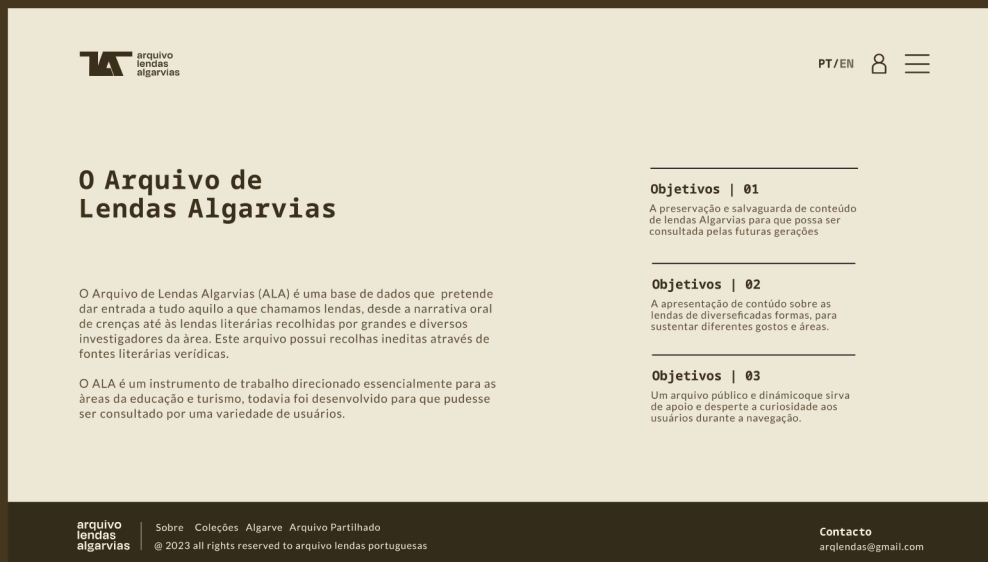 arquivo
lendas
algarvias
PT/EN
O Arquivo de
Lendas Algarvias
O Arquivo de Lendas Algarvias (ALA) é uma base de dados que pretende
dar entrada a tudo aquilo a que chamamos lendas, desde a narrativa oral
de crenças até às lendas literárias recolhidas por grandes e diversos
investigadores da àrea. Este arquivo possui recolhas ineditas através de
fontes literárias verídicas.
O ALA é um instrumento de trabalho direcionado essencialmente para as
àreas da educação e turismo, todavia foi desenvolvido para que pudesse
ser consultado por uma variedade de usuários.
Objetivos | 01
A preservação e salvaguarda de conteúdo
de lendas Algarvias para que possa ser
consultada pelas futuras gerações
Objetivos | 02
A apresentação de contúdo sobre as
lendas de diverseficadas formas, para
sustentar diferentes gostos e áreas.
Objetivos | 03
Um arquivo público e dinámicoque sirva
de apoio e desperte a curiosidade aos
usuários durante a navegação.
arquivo
lendas
algarvias
Sobre Coleções Algarve Arquivo Partilhado
@ 2023 all rights reserved to arquivo lendas portuguesas
Contacto
arqlendas@gmail.com